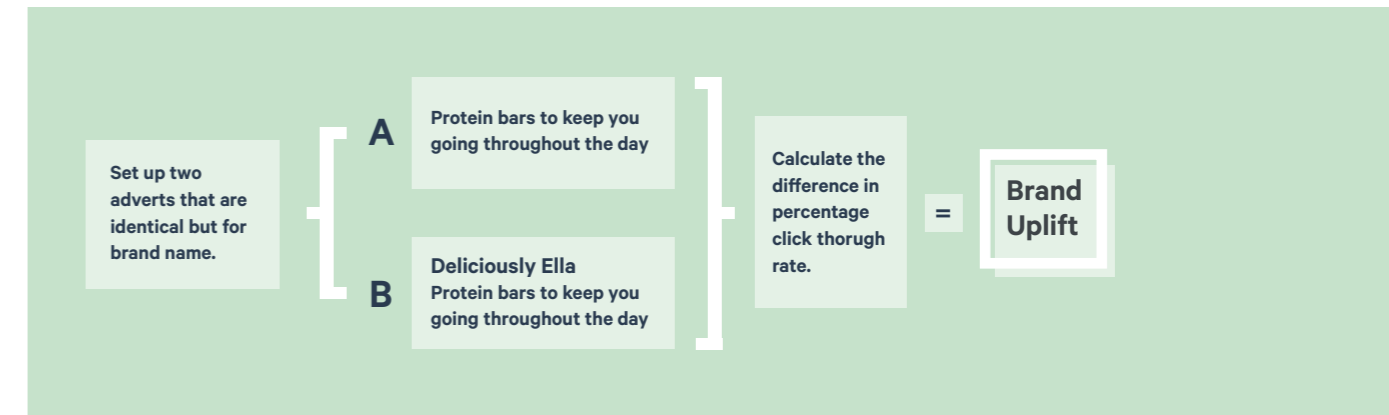 Set up two
adverts that are
identical but for
brand name.
A
Protein bars to keep you
going throughout the day
B
Deliciously Ella
Protein bars to keep you
going throughout the day
Calculate the
difference in
percentage
click thorugh
rate.
=
Brand
Uplift